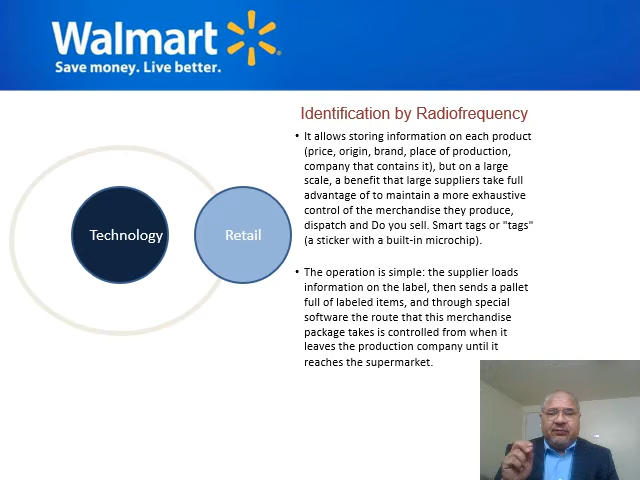 Walmart
Save money. Live better.
Identification by Radiofrequency
• It allows storing information on each product
(price, origin, brand, place of production,
company that contains it), but on a large
scale, a benefit that large suppliers take full
advantage of to maintain a more exhaustive
control of the merchandise they produce,
dispatch and Do you sell. Smart tags or "tags"
(a sticker with a built-in microchip).
• The operation is simple: the supplier loads
information on the label, then sends a pallet
full of labeled items, and through special
software the route that this merchandise
package takes is controlled from when it
leaves the production company until it
reaches the supermarket.
Technology
Retail